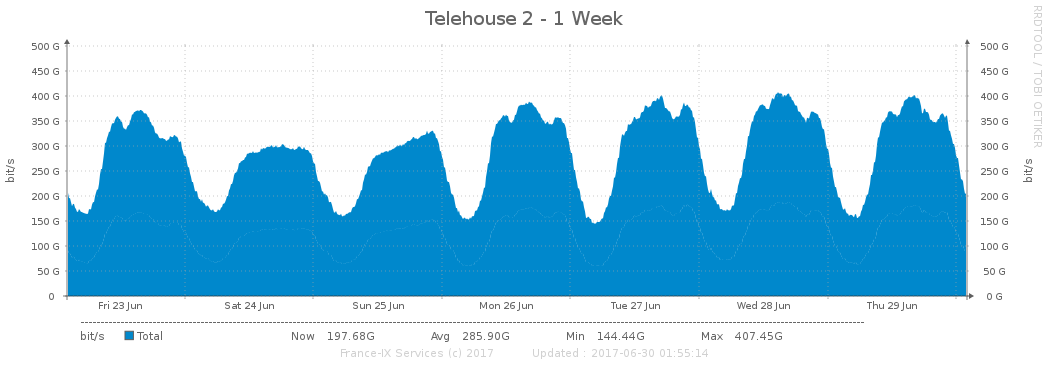 Telehouse 2 - 1 Week
RRDTOOL / TOBI OETIKER
500 G 500 G
450 G 450 G
400 G 400 G
350 G 350 G
300 G 300 G
250 G 250 G
200 G 200 G
150 G 150 G
100 G 100 G
50 G 50 G
0 0 G
bit/s bit/s
Fri 23 Jun Sat 24 Jun Sun 25 Jun Mon 26 Jun Tue 27 Jun Wed 28 Jun Thu 29 Jun
bit/s Total Now 197.68G Avg 285.90G Min 144.44G Max 407.45G
France-IX Services (c) 2017 Updated : 2017-06-30 01:55:14